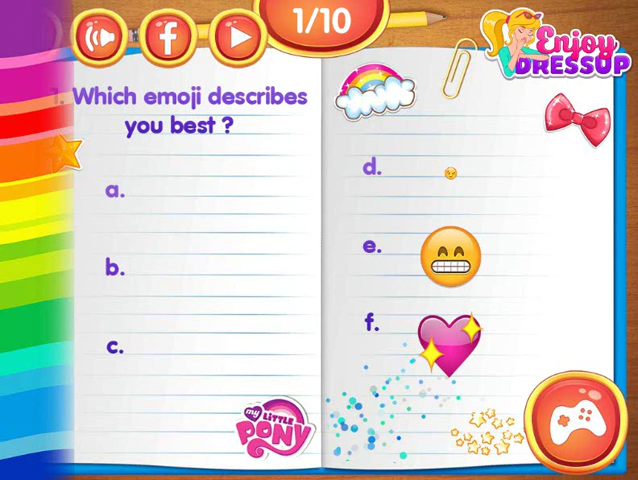 1/10
Enjoy
DRESSUP
1. Which emoji describes
you best ?
a.
b.
c.
d.
e.
f.
my LiTTLE
PONY